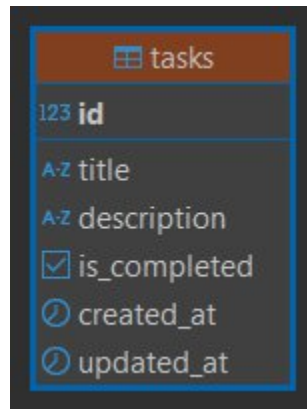 tasks
123 id
A-Z title
A-Z description
is_completed
created_at
updated_at